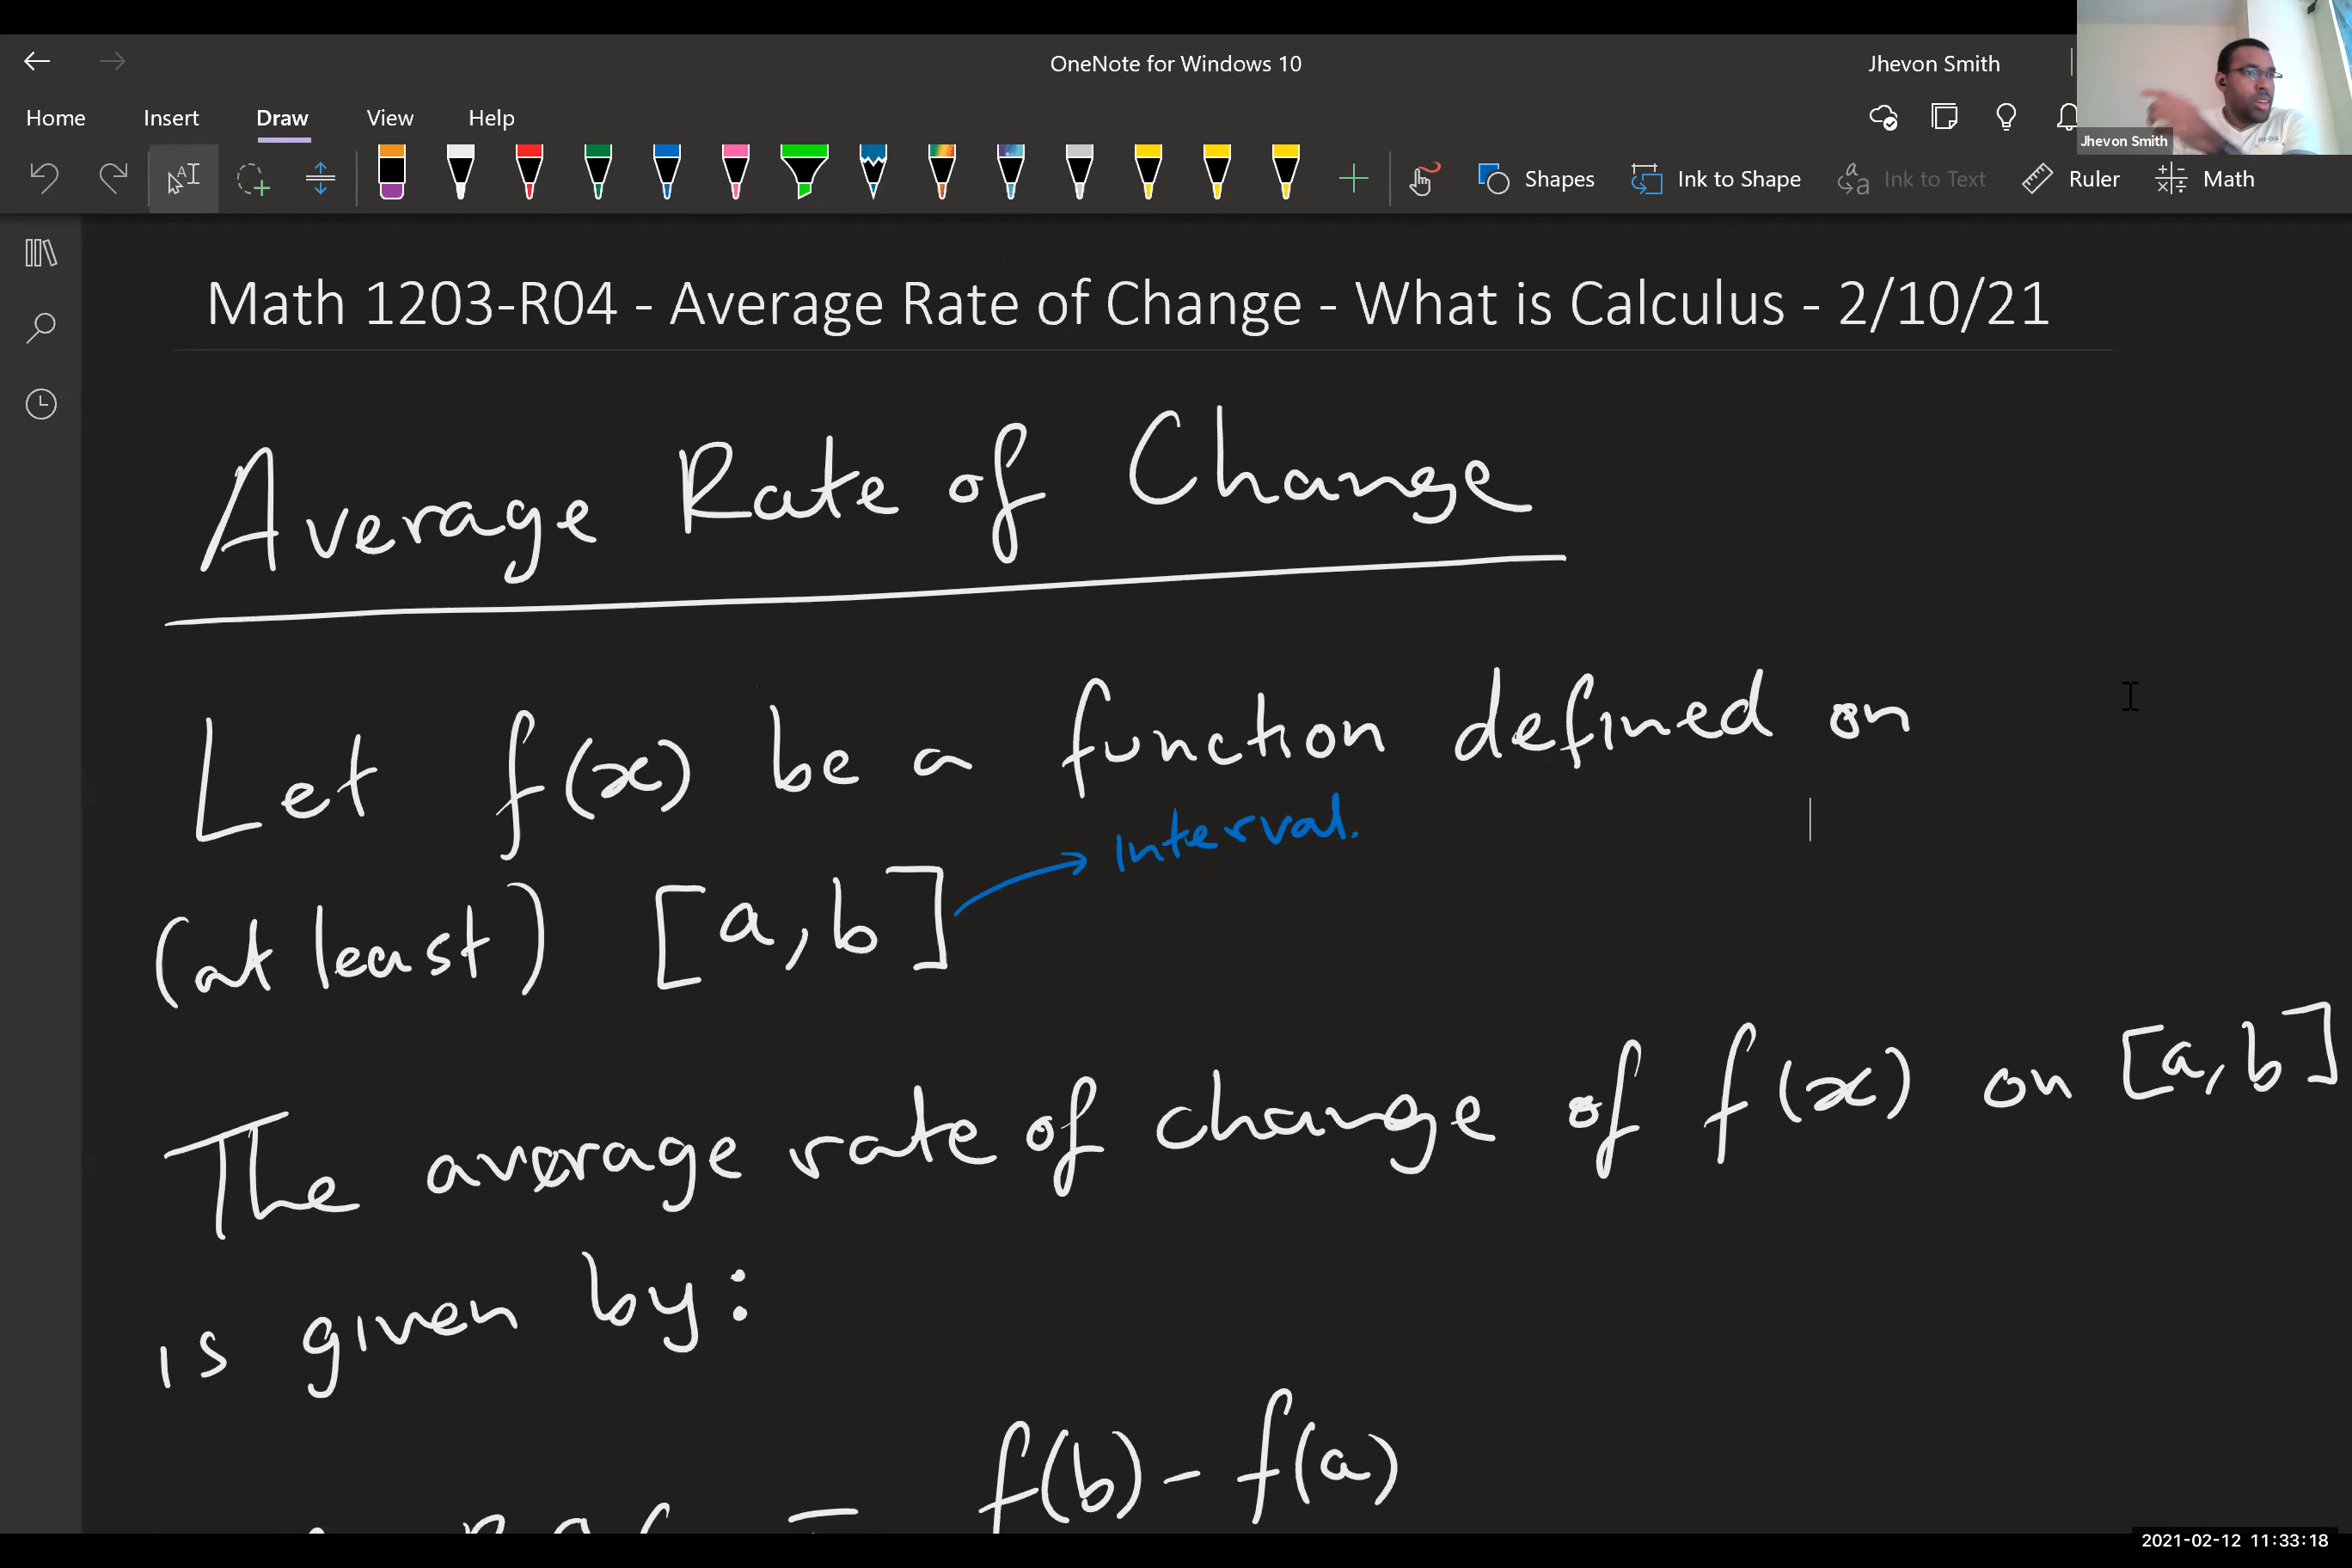 OneNote for Windows 10
Jhevon Smith
Home Insert Draw View Help
Jhevon Smith
Shapes Ink to Shape Ink to Text Ruler Math
Math 1203-R04 - Average Rate of Change - What is Calculus - 2/10/21
Average Rate of Change
Let f(x) be a function defined on
Interval.
(at least) [a,b]
The average rate of change of f(x) on [a,b]
is given by:
f(b) - f(a)
2021-02-12 11:33:18